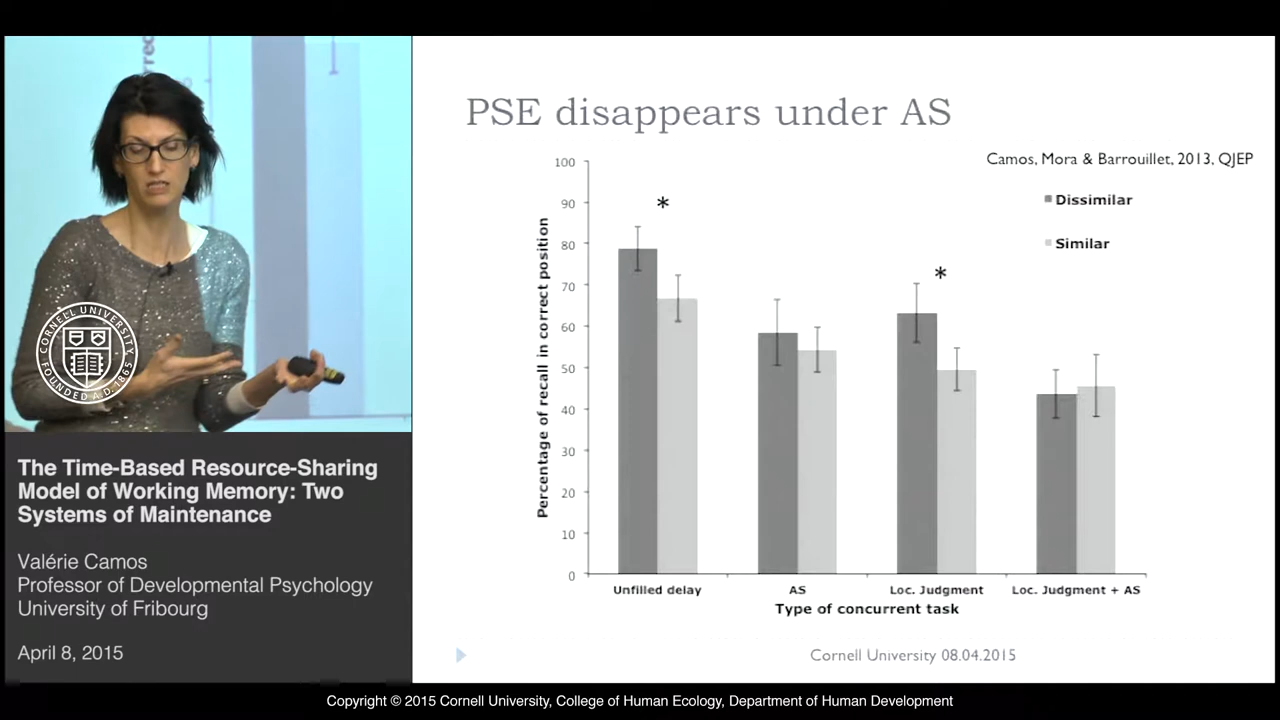 PSE disappears under AS
Camos, Mora & Barrouillet, 2013, QJEP
Dissimilar
Similar
*
*
Percentage of recall in correct position
100
90
80
70
60
50
40
30
20
10
0
Unfilled delay
AS
Loc. Judgment
Loc. Judgment + AS
Type of concurrent task
Cornell University 08.04.2015
CORNELL UNIVERSITY
FOUNDED A.D. 1865
The Time-Based Resource-Sharing
Model of Working Memory: Two
Systems of Maintenance
Valérie Camos
Professor of Developmental Psychology
University of Fribourg
April 8, 2015
Copyright © 2015 Cornell University, College of Human Ecology, Department of Human Development